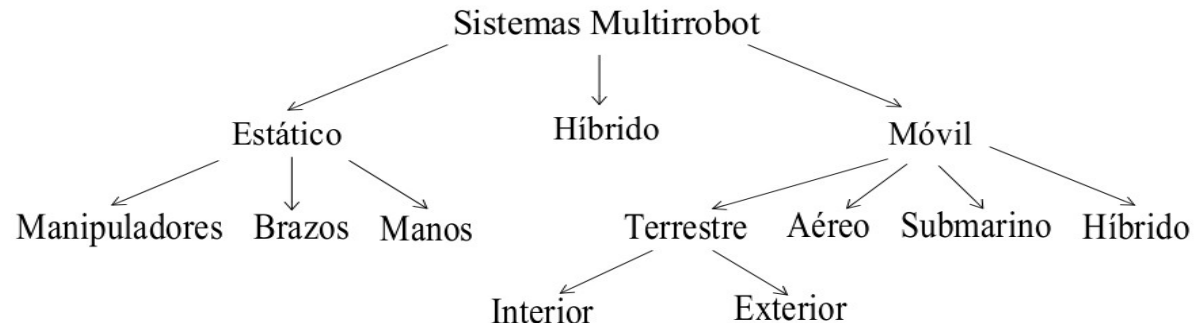 Sistemas Multirrobot
Estático Híbrido Móvil
Manipuladores Brazos Manos Terrestre Aéreo Submarino Híbrido
Interior Exterior